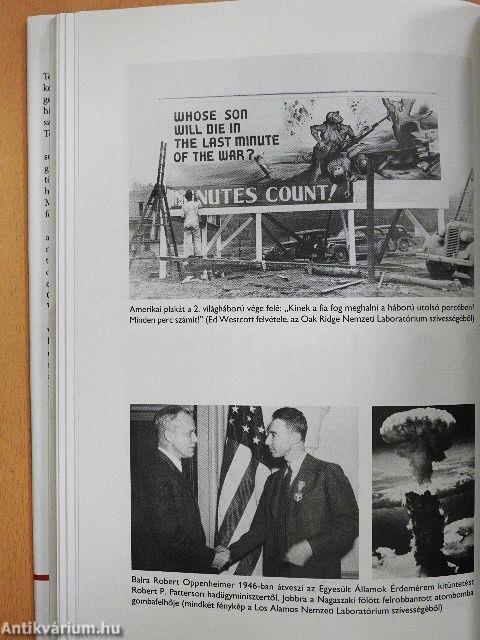 WHOSE SON
WILL DIE IN
THE LAST MINUTE
OF THE WAR?
MINUTES COUNT!
Amerikai plakát a 2. világháború vége felé: „Kinek a fia fog meghalni a háború utolsó percében?
Minden perc számít!” (Ed Westcott felvétele, az Oak Ridge Nemzeti Laboratórium szívességéből)
Balra Robert Oppenheimer 1946-ban átveszi az Egyesült Államok Érdemérem kitüntetést
Robert P. Patterson hadügyminisztertől. Jobbra a Nagaszaki fölött felrobbantott atombomba
gombafelhője (mindkét fénykép a Los Alamos Nemzeti Laboratórium szívességéből)
Antikvárium.hu